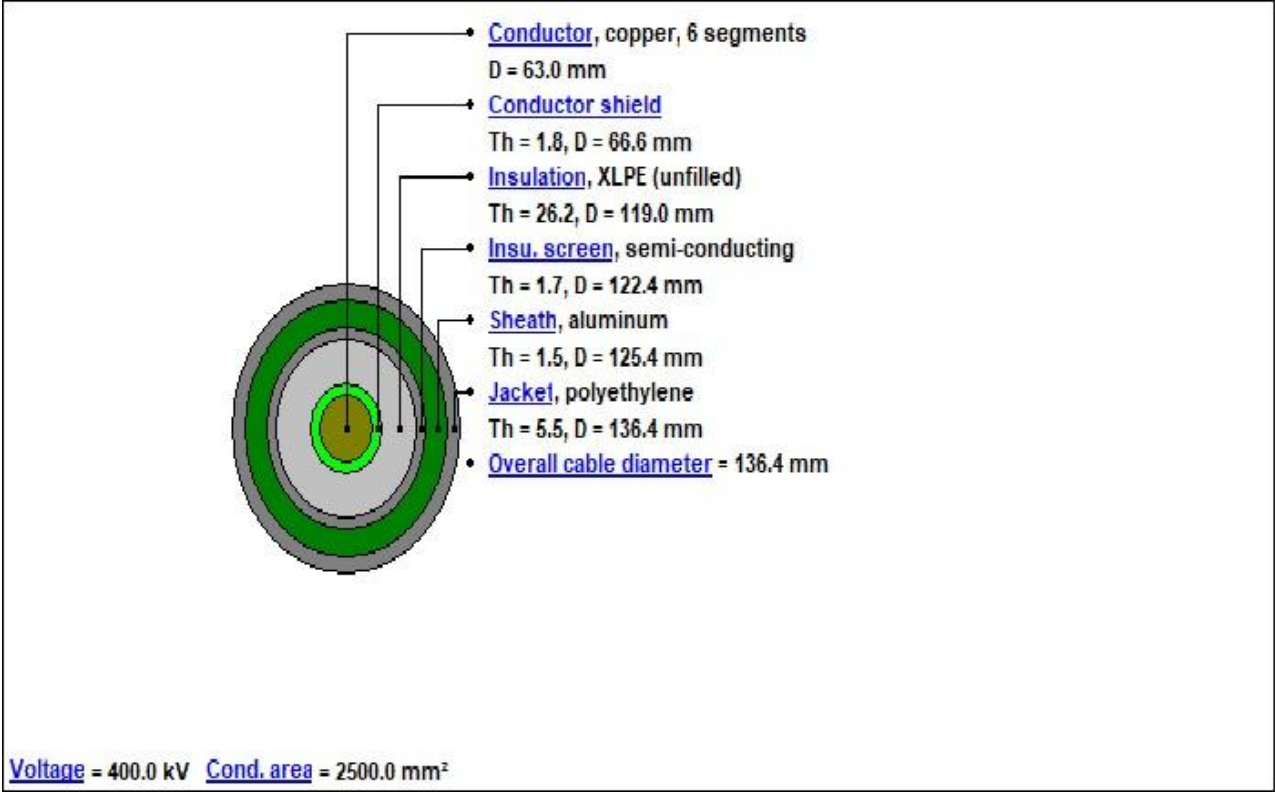 Conductor, copper, 6 segments
D = 63.0 mm
Conductor shield
Th = 1.8, D = 66.6 mm
Insulation, XLPE (unfilled)
Th = 26.2, D = 119.0 mm
Insu. screen, semi-conducting
Th = 1.7, D = 122.4 mm
Sheath, aluminum
Th = 1.5, D = 125.4 mm
Jacket, polyethylene
Th = 5.5, D = 136.4 mm
Overall cable diameter = 136.4 mm
Voltage = 400.0 kV Cond. area = 2500.0 mm²